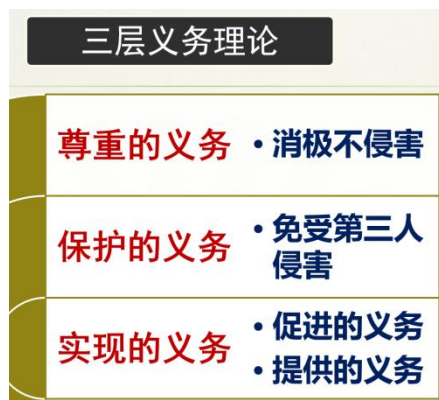 三层义务理论
尊重的义务 •消极不侵害
保护的义务 •免受第三人
侵害
实现的义务 •促进的义务
•提供的义务